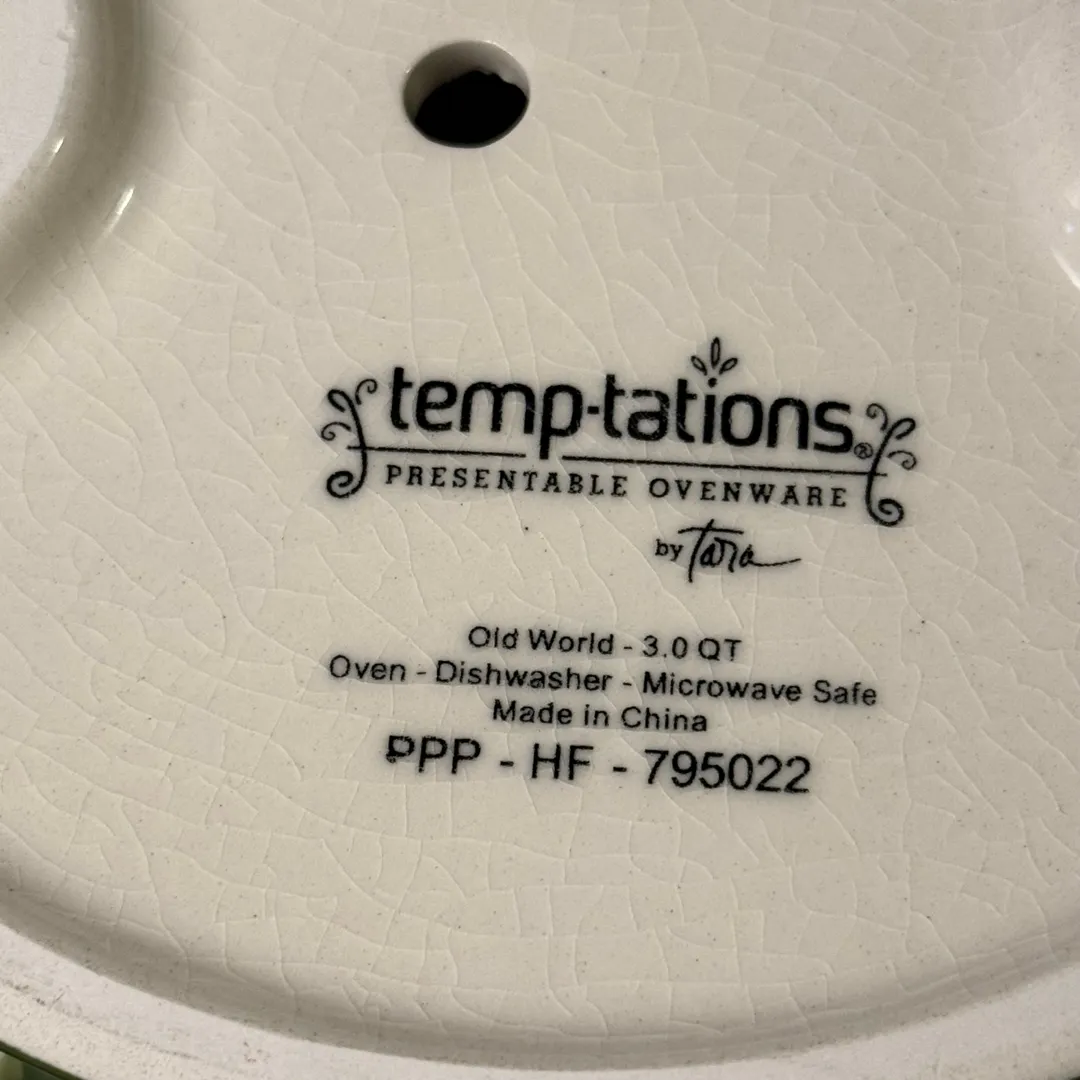 temp-tations®
PRESENTABLE OVENWARE
by Tara
Old World - 3.0 QT
Oven - Dishwasher - Microwave Safe
Made in China
PPP - HF - 795022